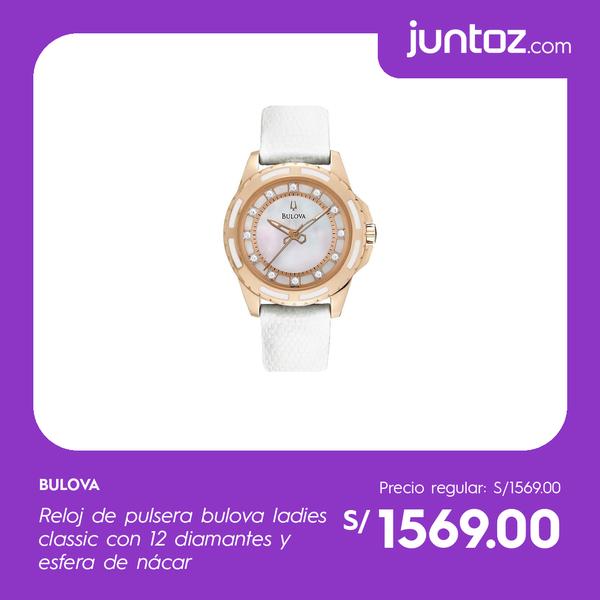 juntoz.com
BULOVA
BULOVA
Reloj de pulsera bulova ladies
classic con 12 diamantes y
esfera de nácar
Precio regular: S/1569.00
S/1569.00